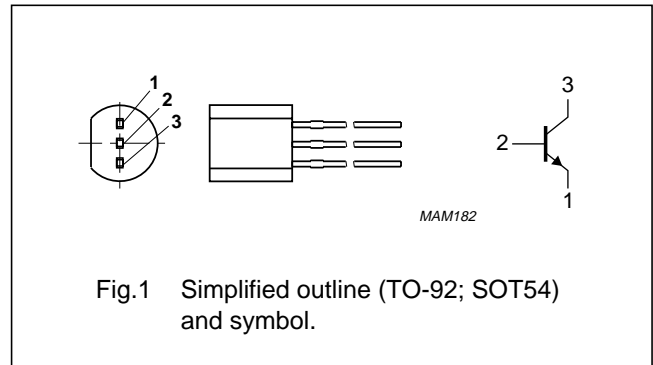 1
2
3
3
2
1
MAM182
Fig.1 Simplified outline (TO-92; SOT54)
and symbol.